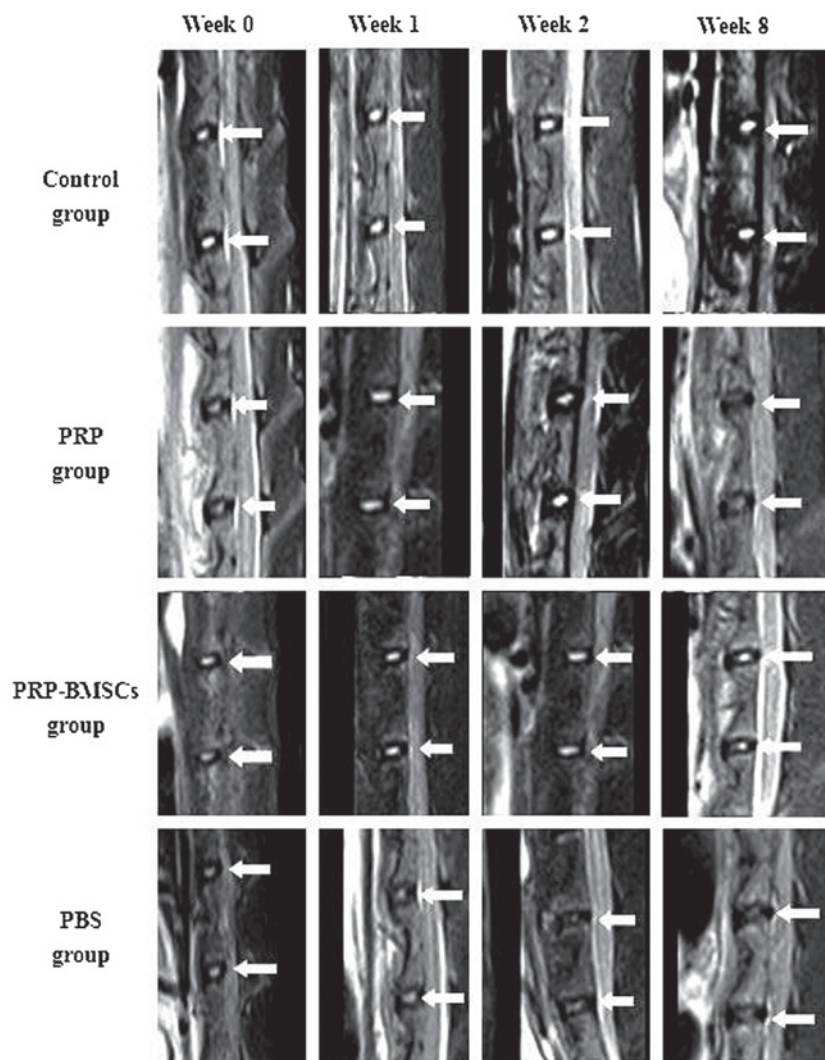 Week 0 Week 1 Week 2 Week 8
Control
group
PRP
group
PRP-BMSCs
group
PBS
group